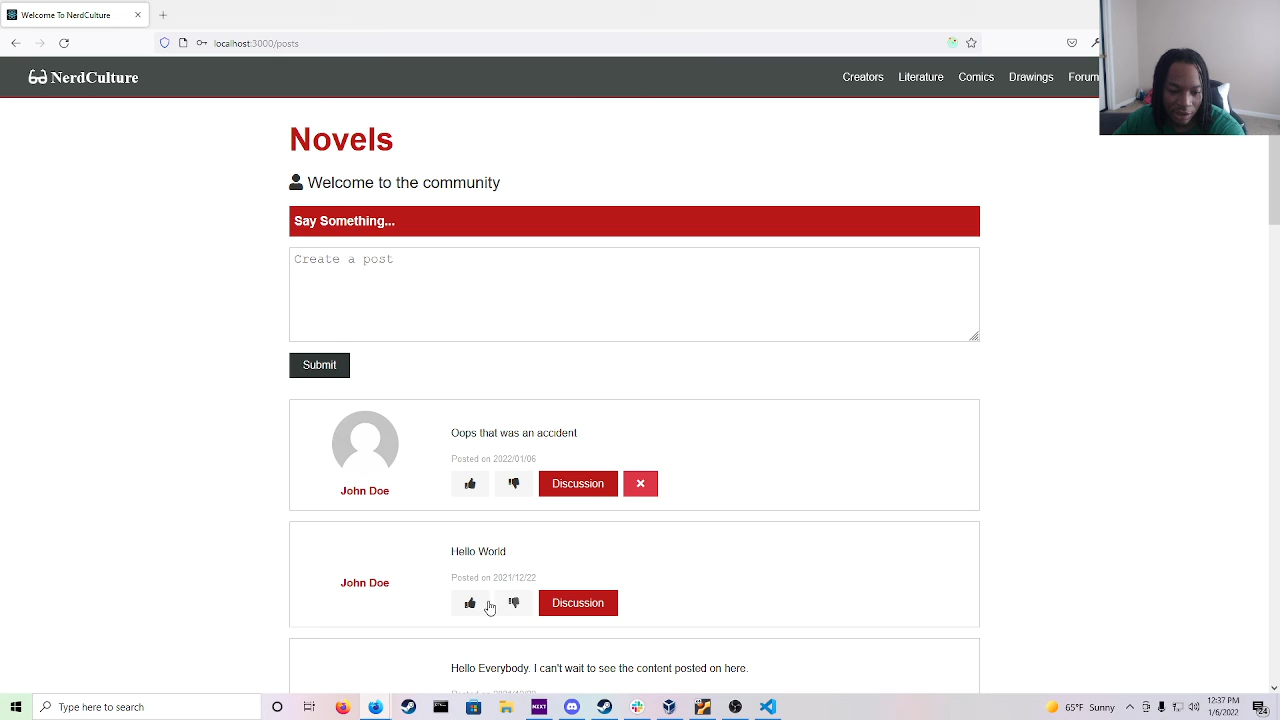 Welcome To NerdCulture
localhost:3000/posts
NerdCulture
Creators Literature Comics Drawings Forum
Novels
Welcome to the community
Say Something...
Create a post
Submit
Oops that was an accident
Posted on 2022/01/06
John Doe
Discussion
Hello World
Posted on 2021/12/22
John Doe
Discussion
Hello Everybody. I can't wait to see the content posted on here.
Type here to search
NEXT
65°F Sunny
12:37 PM
1/6/2022
24